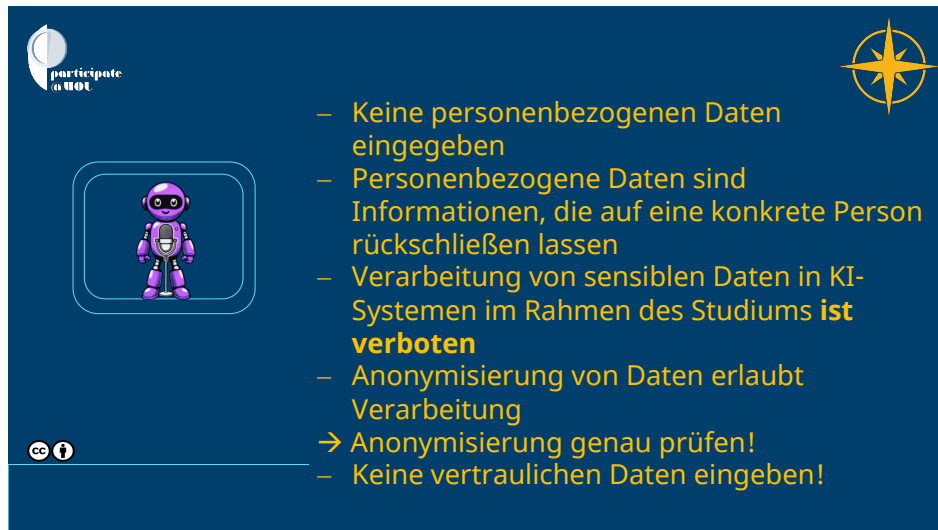 participate
@UOL
– Keine personenbezogenen Daten
eingegeben
– Personenbezogene Daten sind
Informationen, die auf eine konkrete Person
rückschließen lassen
– Verarbeitung von sensiblen Daten in KI-
Systemen im Rahmen des Studiums ist
verboten
– Anonymisierung von Daten erlaubt
Verarbeitung
→ Anonymisierung genau prüfen!
– Keine vertraulichen Daten eingeben!
cc